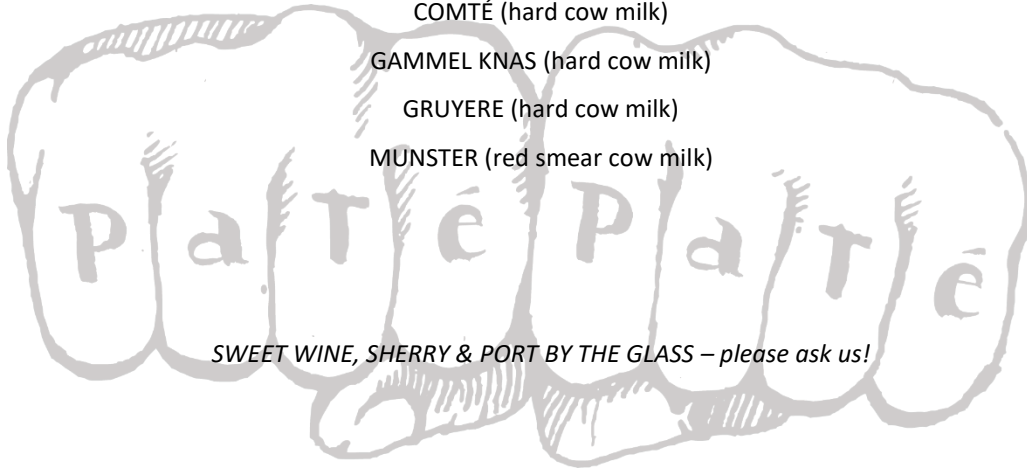 COMTÉ (hard cow milk)
GAMMEL KNAS (hard cow milk)
GRUYERE (hard cow milk)
MUNSTER (red smear cow milk)
PaTé PaTé
SWEET WINE, SHERRY & PORT BY THE GLASS – please ask us!